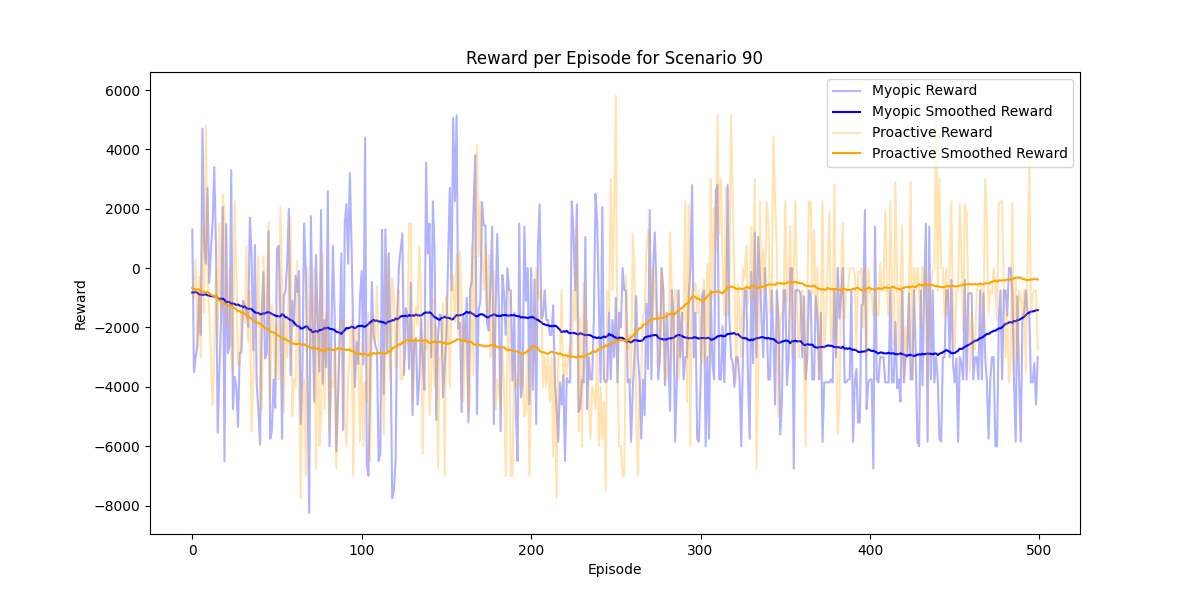 Reward per Episode for Scenario 90
Myopic Reward
Myopic Smoothed Reward
Proactive Reward
Proactive Smoothed Reward
Reward
6000
4000
2000
0
−2000
−4000
−6000
−8000
0 100 200 300 400 500
Episode